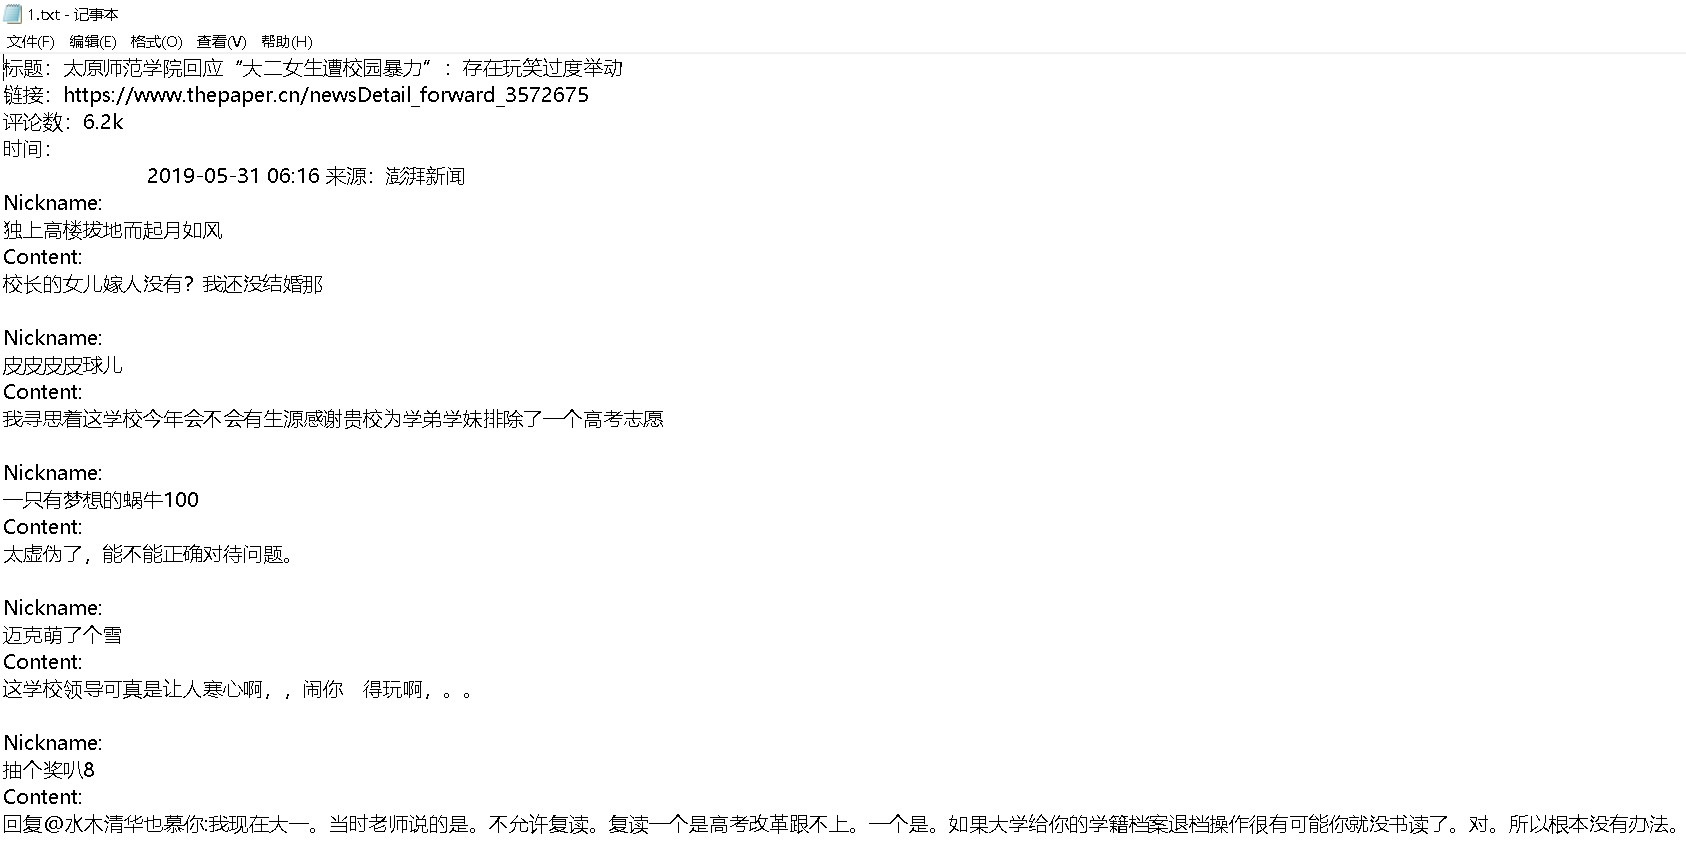 1.txt - 记事本
文件(F) 编辑(E) 格式(O) 查看(V) 帮助(H)
标题：太原师范学院回应“大二女生遭校园暴力”：存在玩笑过度举动
链接：https://www.thepaper.cn/newsDetail_forward_3572675
评论数：6.2k
时间：
2019-05-31 06:16 来源：澎湃新闻
Nickname:
独上高楼拔地而起月如风
Content:
校长的女儿嫁人没有？我还没结婚那
Nickname:
皮皮皮皮球儿
Content:
我寻思着这学校今年会不会有生源感谢贵校为学弟学妹排除了一个高考志愿
Nickname:
一只有梦想的蜗牛100
Content:
太虚伪了，能不能正确对待问题。
Nickname:
迈克萌了个雪
Content:
这学校领导可真是让人寒心啊，，闹你　得玩啊，。。
Nickname:
抽个奖叭8
Content:
回复@水木清华也慕你:我现在大一。当时老师说的是。不允许复读。复读一个是高考改革跟不上。一个是。如果大学给你的学籍档案退档操作很有可能你就没书读了。对。所以根本没有办法。